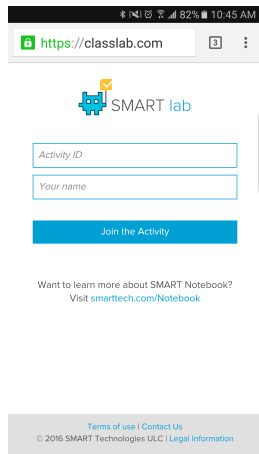 82% 10:45 AM
https://classlab.com
3
SMART lab
Activity ID
Your name
Join the Activity
Want to learn more about SMART Notebook?
Visit smarttech.com/Notebook
Terms of use | Contact Us
© 2016 SMART Technologies ULC | Legal Information